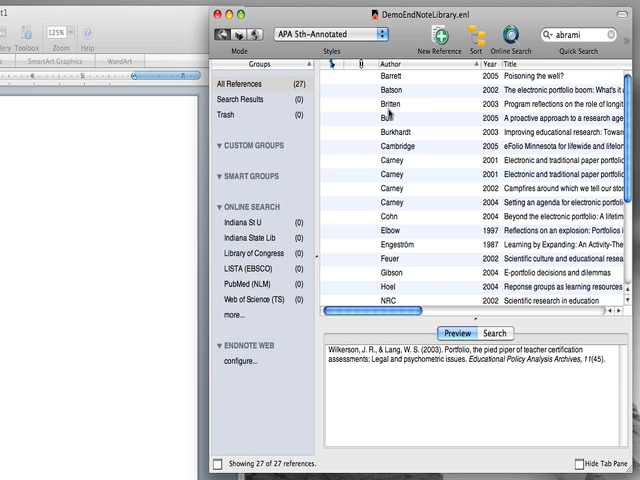 t1
DemoEndNoteLibrary.enl
125%
llery Toolbox Zoom Help
SmartArt Graphics WordArt
APA 5th-Annotated
abrami
Mode Styles New Reference Sort Online Search Quick Search
Groups Author Year Title
All References (27)
Search Results (0)
Trash (0)
CUSTOM GROUPS
SMART GROUPS
ONLINE SEARCH
Indiana St U (0)
Indiana State Lib (0)
Library of Congress (0)
LISTA (EBSCO) (0)
PubMed (NLM) (0)
Web of Science (TS) (0)
more...
ENDNOTE WEB
configure...
Barrett 2005 Poisoning the well?
Batson 2002 The electronic portfolio boom: What's it a
Britten 2003 Program reflections on the role of longit
2005 A proactive approach to a research age
Burkhardt 2003 Improving educational research: Towar
Cambridge 2005 eFolio Minnesota for lifewide and lifelon
Carney 2001 Electronic and traditional paper portfolio
Carney 2001 Electronic and traditional paper portfolio
Carney 2002 Campfires around which we tell our stor
Carney 2004 Setting an agenda for electronic portfolio
Cohn 2004 Beyond the electronic portfolio: A lifetim
Elbow 1997 Reflections on an explosion: Portfolios i
Engeström 1987 Learning by Expanding: An Activity-The
Feuer 2002 Scientific culture and educational resea
Gibson 2004 E-portfolio decisions and dilemmas
Hoel 2004 Reponse groups as learning resources
NRC 2002 Scientific research in education
Preview Search
Wilkerson, J. R., & Lang, W. S. (2003). Portfolio, the pied piper of teacher certification
assessments: Legal and psychometric issues. Educational Policy Analysis Archives, 11(45).
Showing 27 of 27 references.
Hide Tab Pane